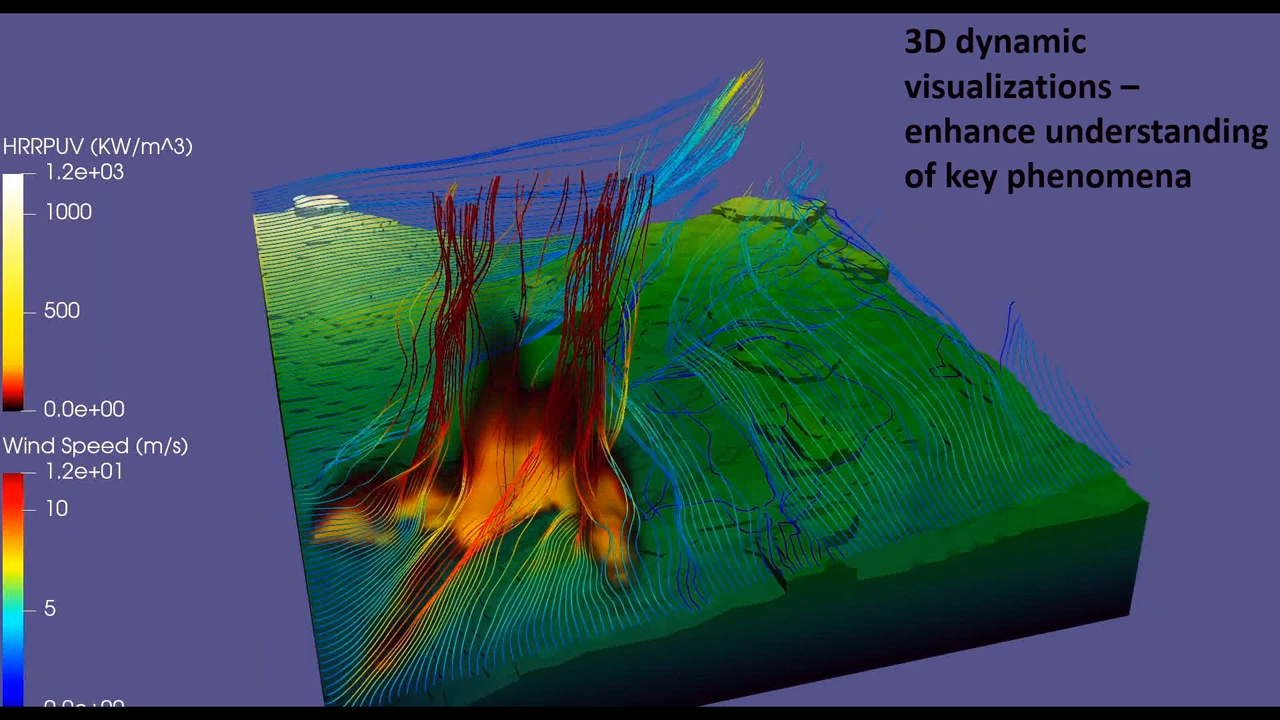 3D dynamic
visualizations –
enhance understanding
of key phenomena
HRRPUV (KW/m^3)
1.2e+03
1000
500
0.0e+00
Wind Speed (m/s)
1.2e+01
10
5